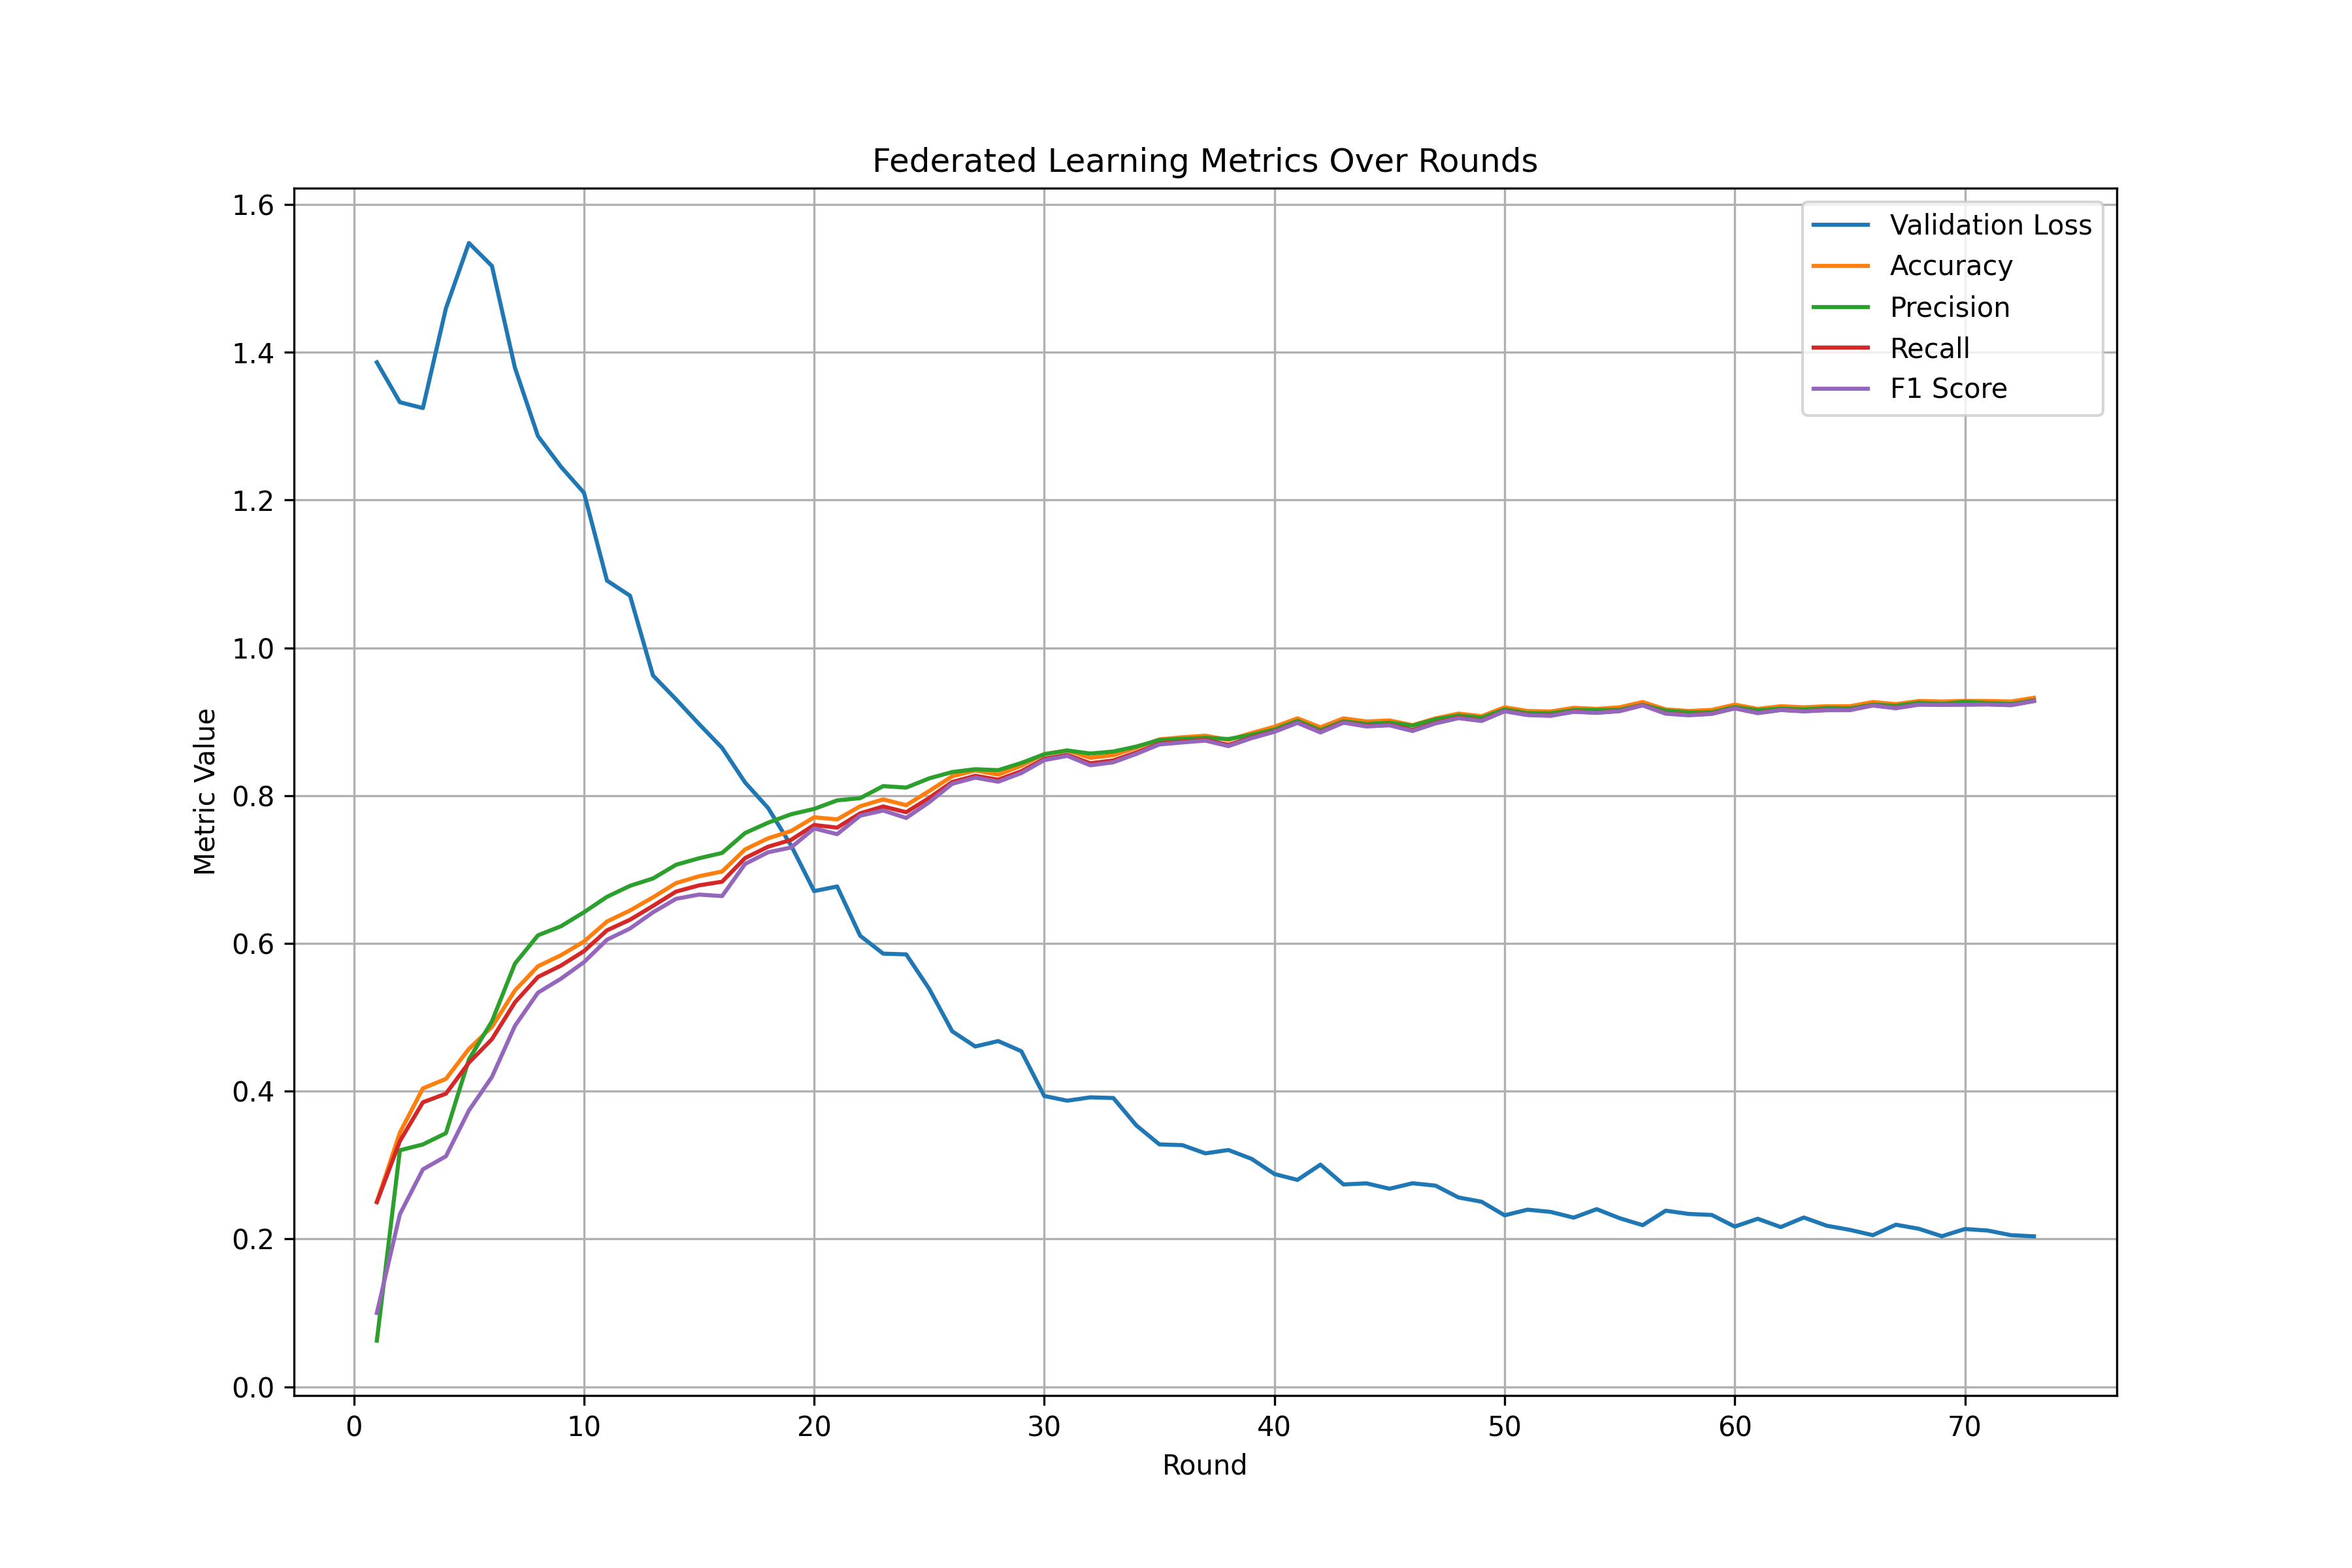 Federated Learning Metrics Over Rounds
1.6
1.4
1.2
1.0
0.8
0.6
0.4
0.2
0.0
Metric Value
Validation Loss
Accuracy
Precision
Recall
F1 Score
0 10 20 30 40 50 60 70
Round